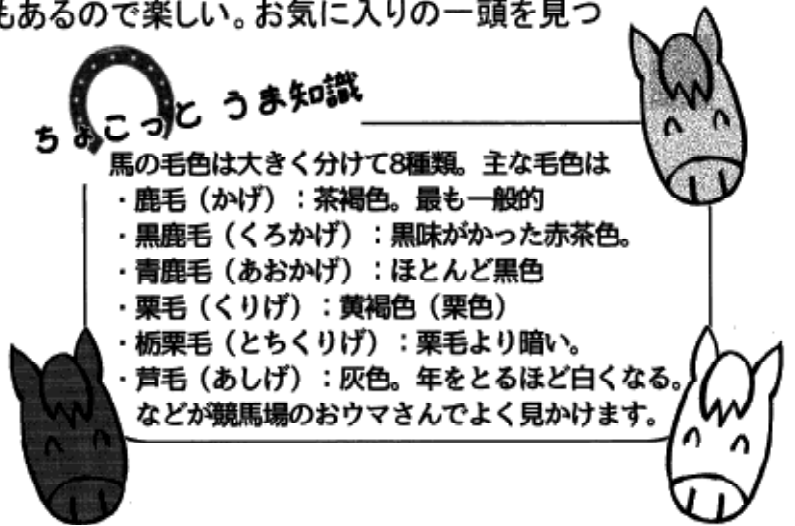 もあるので楽しい。お気に入りの一頭を見つ
ちょこっと うま知識
馬の毛色は大きく分けて8種類。主な毛色は
・鹿毛（かげ）：茶褐色。最も一般的
・黒鹿毛（くろかげ）：黒味がかった赤茶色。
・青鹿毛（あおかげ）：ほとんど黒色
・栗毛（くりげ）：黄褐色（栗色）
・栃栗毛（とちくりげ）：栗毛より暗い。
・芦毛（あしげ）：灰色。年をとるほど白くなる。
などが競馬場のおウマさんでよく見かけます。